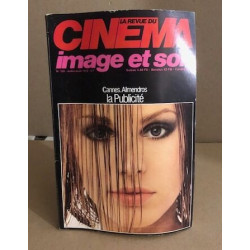 LA REVUE DU
CINEMA
image et son
Cannes. Almendros
la Publicité